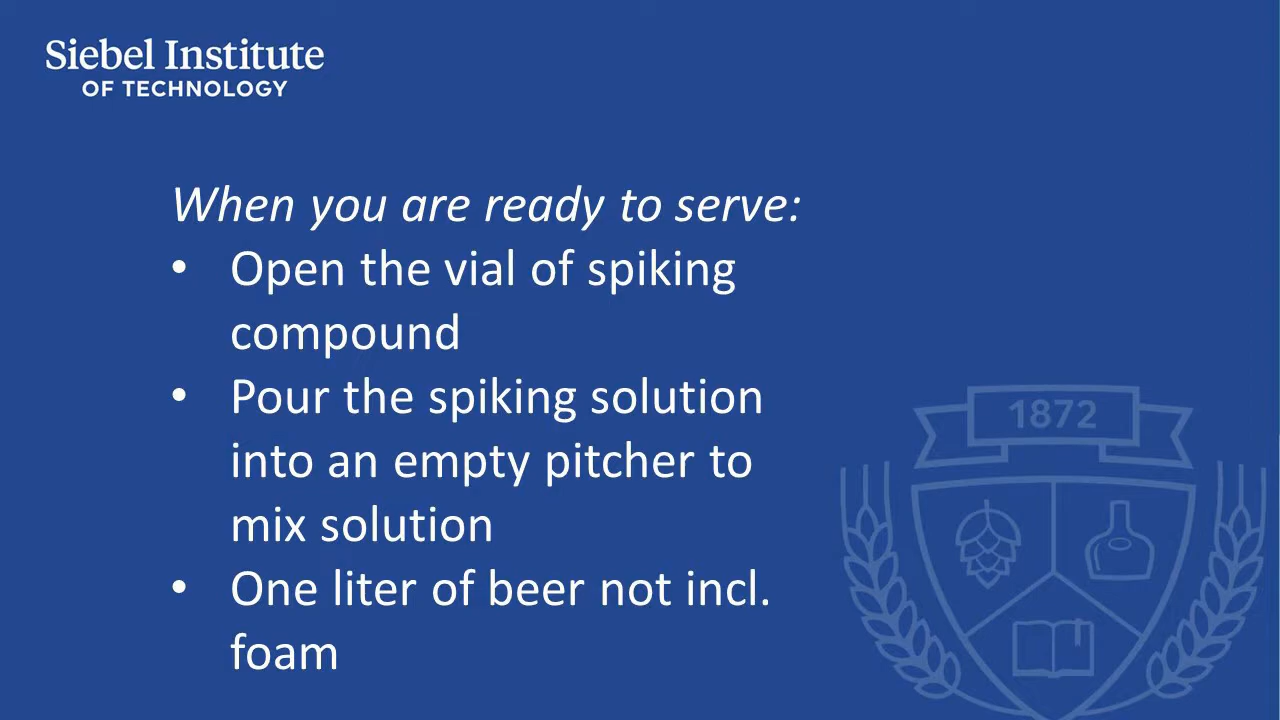 Siebel Institute
OF TECHNOLOGY
When you are ready to serve:
• Open the vial of spiking
compound
• Pour the spiking solution
into an empty pitcher to
mix solution
• One liter of beer not incl.
foam
1872